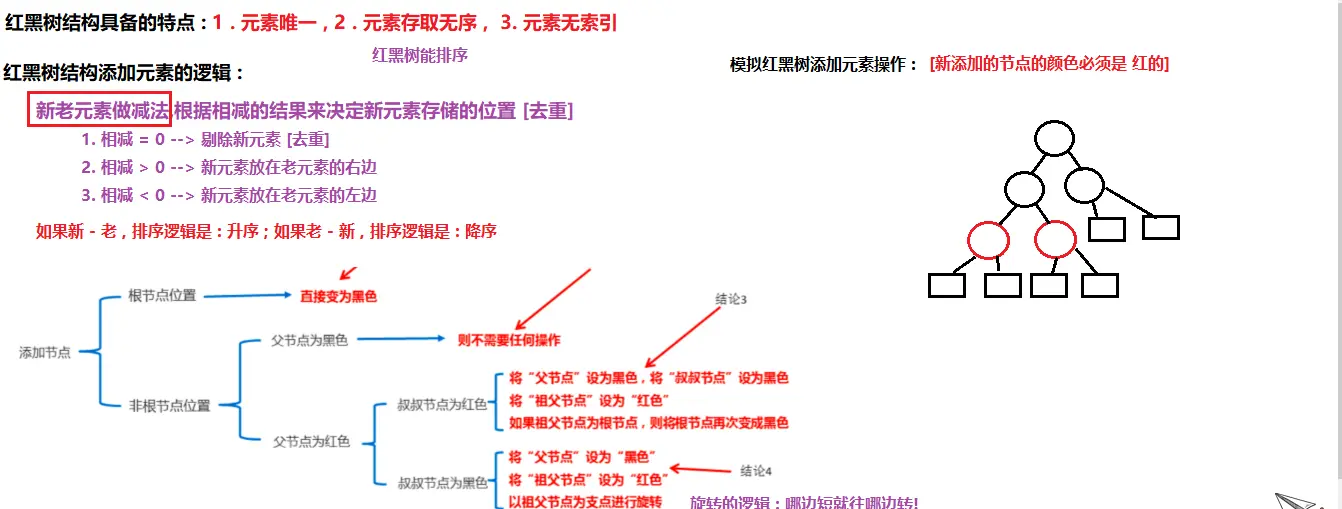 红黑树结构具备的特点：1．元素唯一，2．元素存取无序， 3. 元素无索引
红黑树能排序
红黑树结构添加元素的逻辑：
模拟红黑树添加元素操作： [新添加的节点的颜色必须是 红的]
新老元素做减法,根据相减的结果来决定新元素存储的位置 [去重]
1. 相减 = 0 --> 剔除新元素 [去重]
2. 相减 > 0 --> 新元素放在老元素的右边
3. 相减 < 0 --> 新元素放在老元素的左边
如果新 - 老，排序逻辑是：升序；如果老 - 新，排序逻辑是：降序
根节点位置
直接变为黑色
结论3
父节点为黑色
则不需要任何操作
添加节点
将“父节点”设为黑色，将“叔叔节点”设为黑色
非根节点位置
叔叔节点为红色
将“祖父节点”设为“红色”
如果祖父节点为根节点，则将根节点再次变成黑色
父节点为红色
将“父节点”设为“黑色”
结论4
叔叔节点为黑色
将“祖父节点”设为“红色”
以祖父节点为支点进行旋转
旋转的逻辑：哪边短就往哪边转!